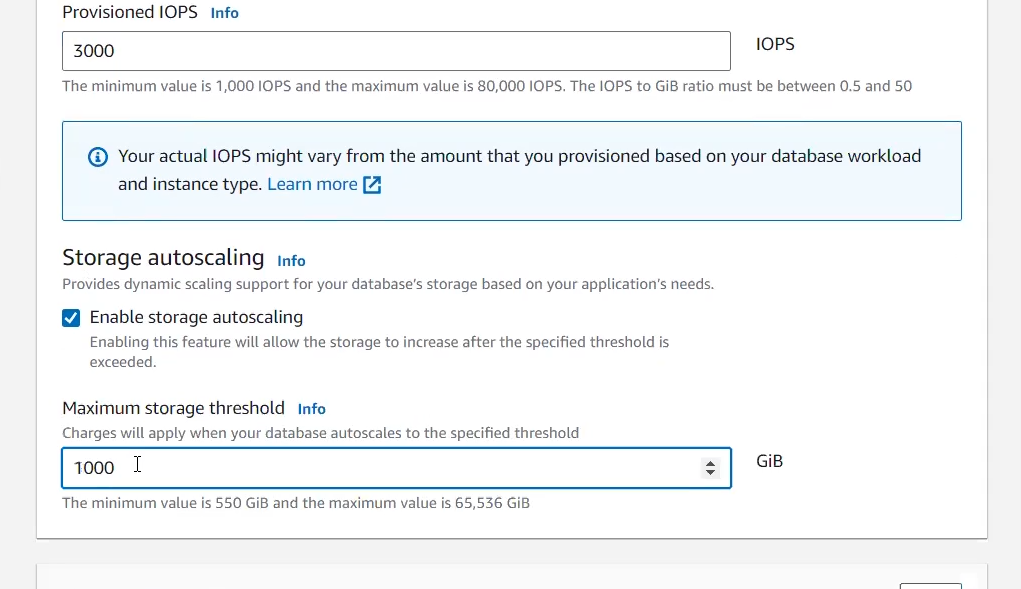 Provisioned IOPS Info
3000 IOPS
The minimum value is 1,000 IOPS and the maximum value is 80,000 IOPS. The IOPS to GiB ratio must be between 0.5 and 50
Your actual IOPS might vary from the amount that you provisioned based on your database workload
and instance type. Learn more
Storage autoscaling Info
Provides dynamic scaling support for your database’s storage based on your application’s needs.
Enable storage autoscaling
Enabling this feature will allow the storage to increase after the specified threshold is
exceeded.
Maximum storage threshold Info
Charges will apply when your database autoscales to the specified threshold
1000 GiB
The minimum value is 550 GiB and the maximum value is 65,536 GiB